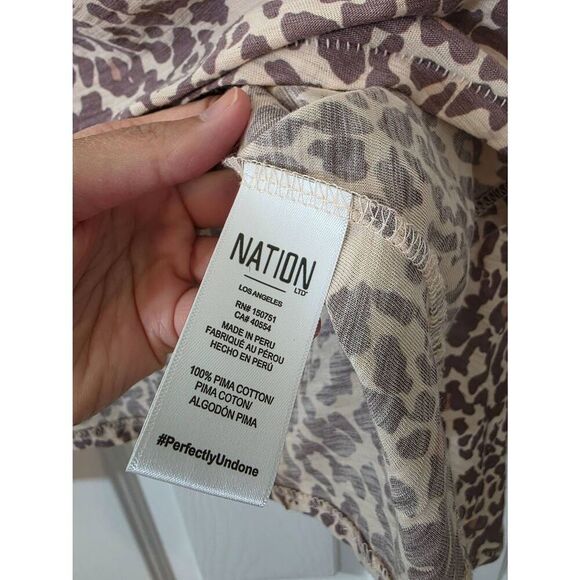 NATION
LTD
LOS ANGELES
RN# 150751
CA# 40554
MADE IN PERU
FABRIQUÉ AU PÉROU
HECHO EN PERÚ
100% PIMA COTTON/
PIMA COTON/
ALGODÓN PIMA
#PerfectlyUndone